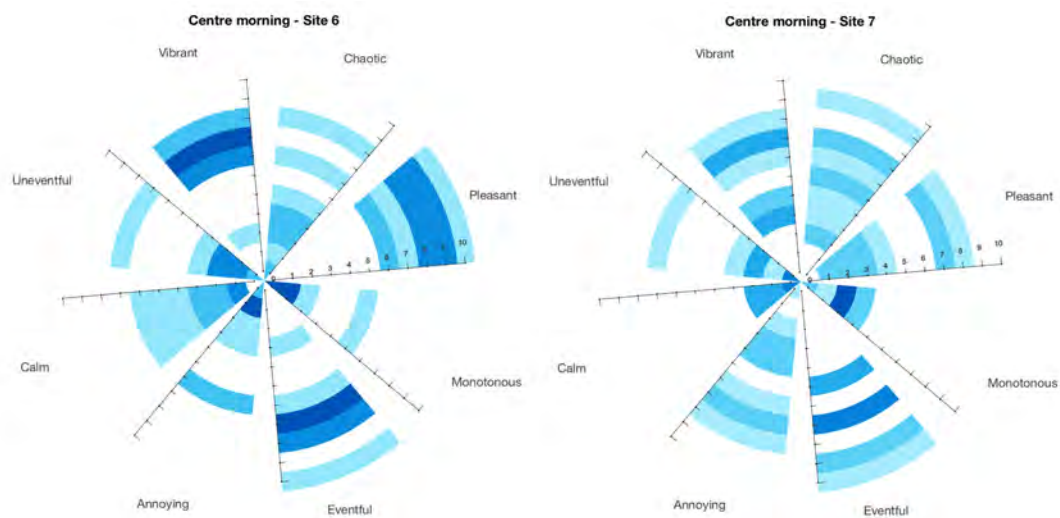 Centre morning - Site 6
Vibrant
Chaotic
Uneventful
Pleasant
0 1 2 3 4 5 6 7 8 9 10
Calm
Monotonous
Annoying
Eventful
Centre morning - Site 7
Vibrant
Chaotic
Uneventful
Pleasant
0 1 2 3 4 5 6 7 8 9 10
Calm
Monotonous
Annoying
Eventful